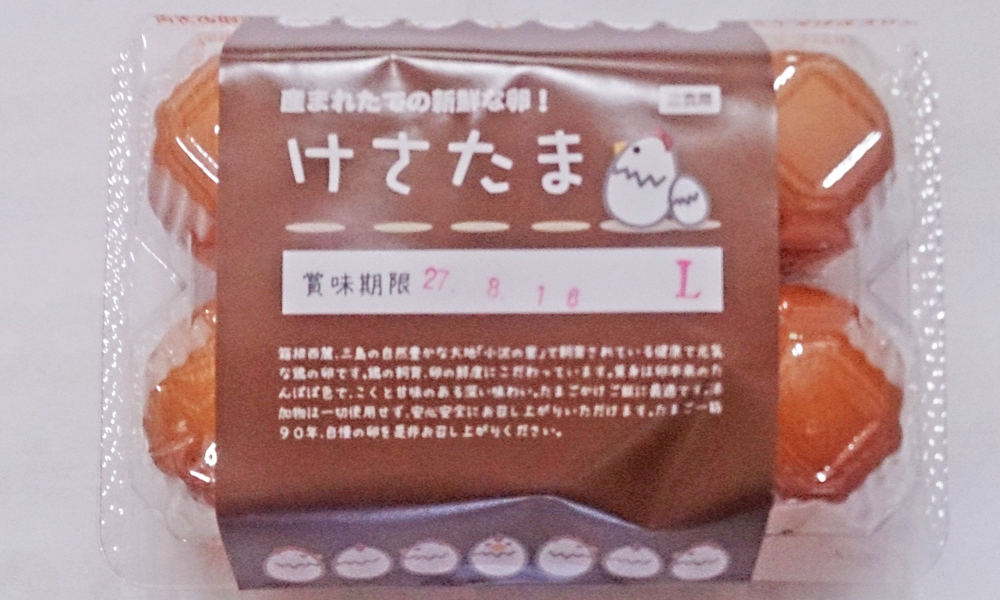 産まれたての新鮮な卵!
けさたま
賞味期限 27. 8. 18
L
箱根西麓、三島の自然豊かな大地「小沢の里」で飼育されている健康で元気
な鶏の卵です。鶏の飼育、卵の鮮度にこだわっています。黄身は卵本来のた
んぽぽ色で、こくと甘味のある深い味わい。たまごかけご飯に最適です。添
加物は一切使用せず、安心安全にお召し上がりいただけます。たまご一筋
90年、自慢の卵を是非お召し上がりください。